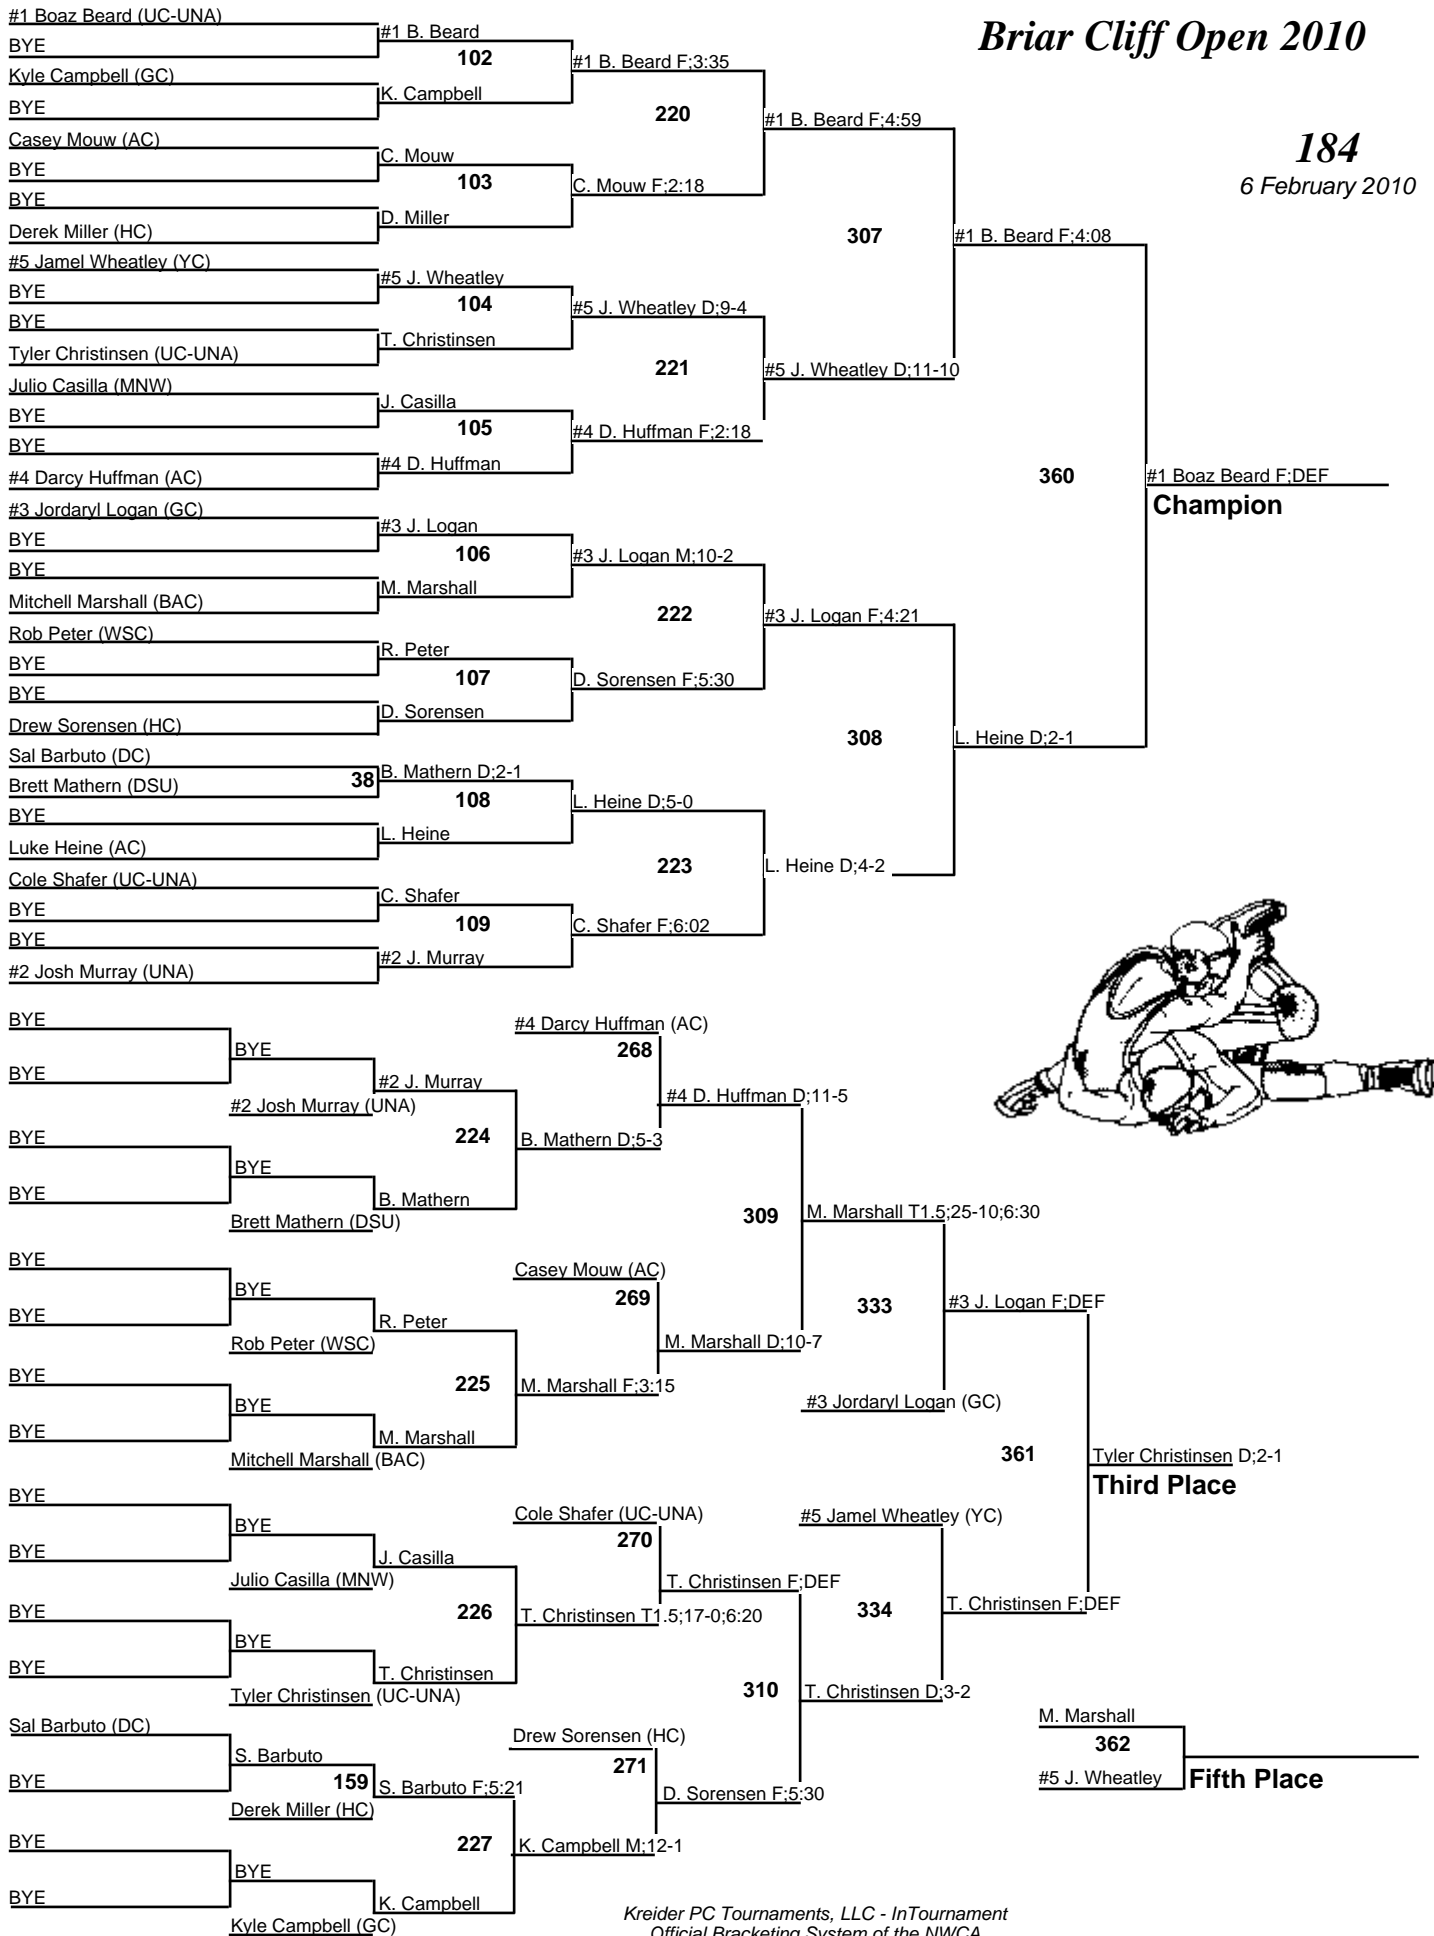 Briar Cliff Open 2010
184
6 February 2010
#1 Boaz Beard (UC-UNA)
BYE
Kyle Campbell (GC)
BYE
Casey Mouw (AC)
BYE
BYE
Derek Miller (HC)
#5 Jamel Wheatley (YC)
BYE
BYE
Tyler Christinsen (UC-UNA)
Julio Casilla (MNW)
BYE
BYE
#4 Darcy Huffman (AC)
#3 Jordaryl Logan (GC)
BYE
BYE
Mitchell Marshall (BAC)
Rob Peter (WSC)
BYE
BYE
Drew Sorensen (HC)
Sal Barbuto (DC)
Brett Mathern (DSU)
BYE
Luke Heine (AC)
Cole Shafer (UC-UNA)
BYE
BYE
#2 Josh Murray (UNA)
38
#1 B. Beard
102
K. Campbell
C. Mouw
103
D. Miller
#5 J. Wheatley
104
T. Christinsen
J. Casilla
105
#4 D. Huffman
#3 J. Logan
106
M. Marshall
R. Peter
107
D. Sorensen
B. Mathern D;2-1
108
L. Heine
C. Shafer
109
#2 J. Murray
#1 B. Beard F;3:35
220
C. Mouw F;2:18
#5 J. Wheatley D;9-4
221
#4 D. Huffman F;2:18
#3 J. Logan M;10-2
222
D. Sorensen F;5:30
L. Heine D;5-0
223
C. Shafer F;6:02
#1 B. Beard F;4:59
307
#5 J. Wheatley D;11-10
#3 J. Logan F;4:21
308
L. Heine D;4-2
#1 B. Beard F;4:08
360
L. Heine D;2-1
#1 Boaz Beard F;DEF
Champion
BYE
BYE
BYE
BYE
BYE
BYE
BYE
BYE
BYE
BYE
BYE
BYE
Sal Barbuto (DC)
BYE
BYE
BYE
BYE
#2 Josh Murray (UNA)
BYE
Brett Mathern (DSU)
BYE
Rob Peter (WSC)
BYE
Mitchell Marshall (BAC)
BYE
Julio Casilla (MNW)
BYE
Tyler Christinsen (UC-UNA)
S. Barbuto
159
Derek Miller (HC)
BYE
Kyle Campbell (GC)
#2 J. Murray
224
B. Mathern
R. Peter
225
M. Marshall
J. Casilla
226
T. Christinsen
S. Barbuto F;5:21
227
K. Campbell
#4 Darcy Huffman (AC)
268
B. Mathern D;5-3
Casey Mouw (AC)
269
M. Marshall F;3:15
Cole Shafer (UC-UNA)
270
T. Christinsen T1.5;17-0;6:20
Drew Sorensen (HC)
271
K. Campbell M;12-1
#4 D. Huffman D;11-5
309
M. Marshall D;10-7
T. Christinsen F;DEF
310
D. Sorensen F;5:30
M. Marshall T1.5;25-10;6:30
333
#3 Jordaryl Logan (GC)
#5 Jamel Wheatley (YC)
334
T. Christinsen D;3-2
#3 J. Logan F;DEF
361
T. Christinsen F;DEF
Tyler Christinsen D;2-1
Third Place
M. Marshall
362
#5 J. Wheatley
Fifth Place
Kreider PC Tournaments, LLC - InTournament
Official Bracketing System of the NWCA